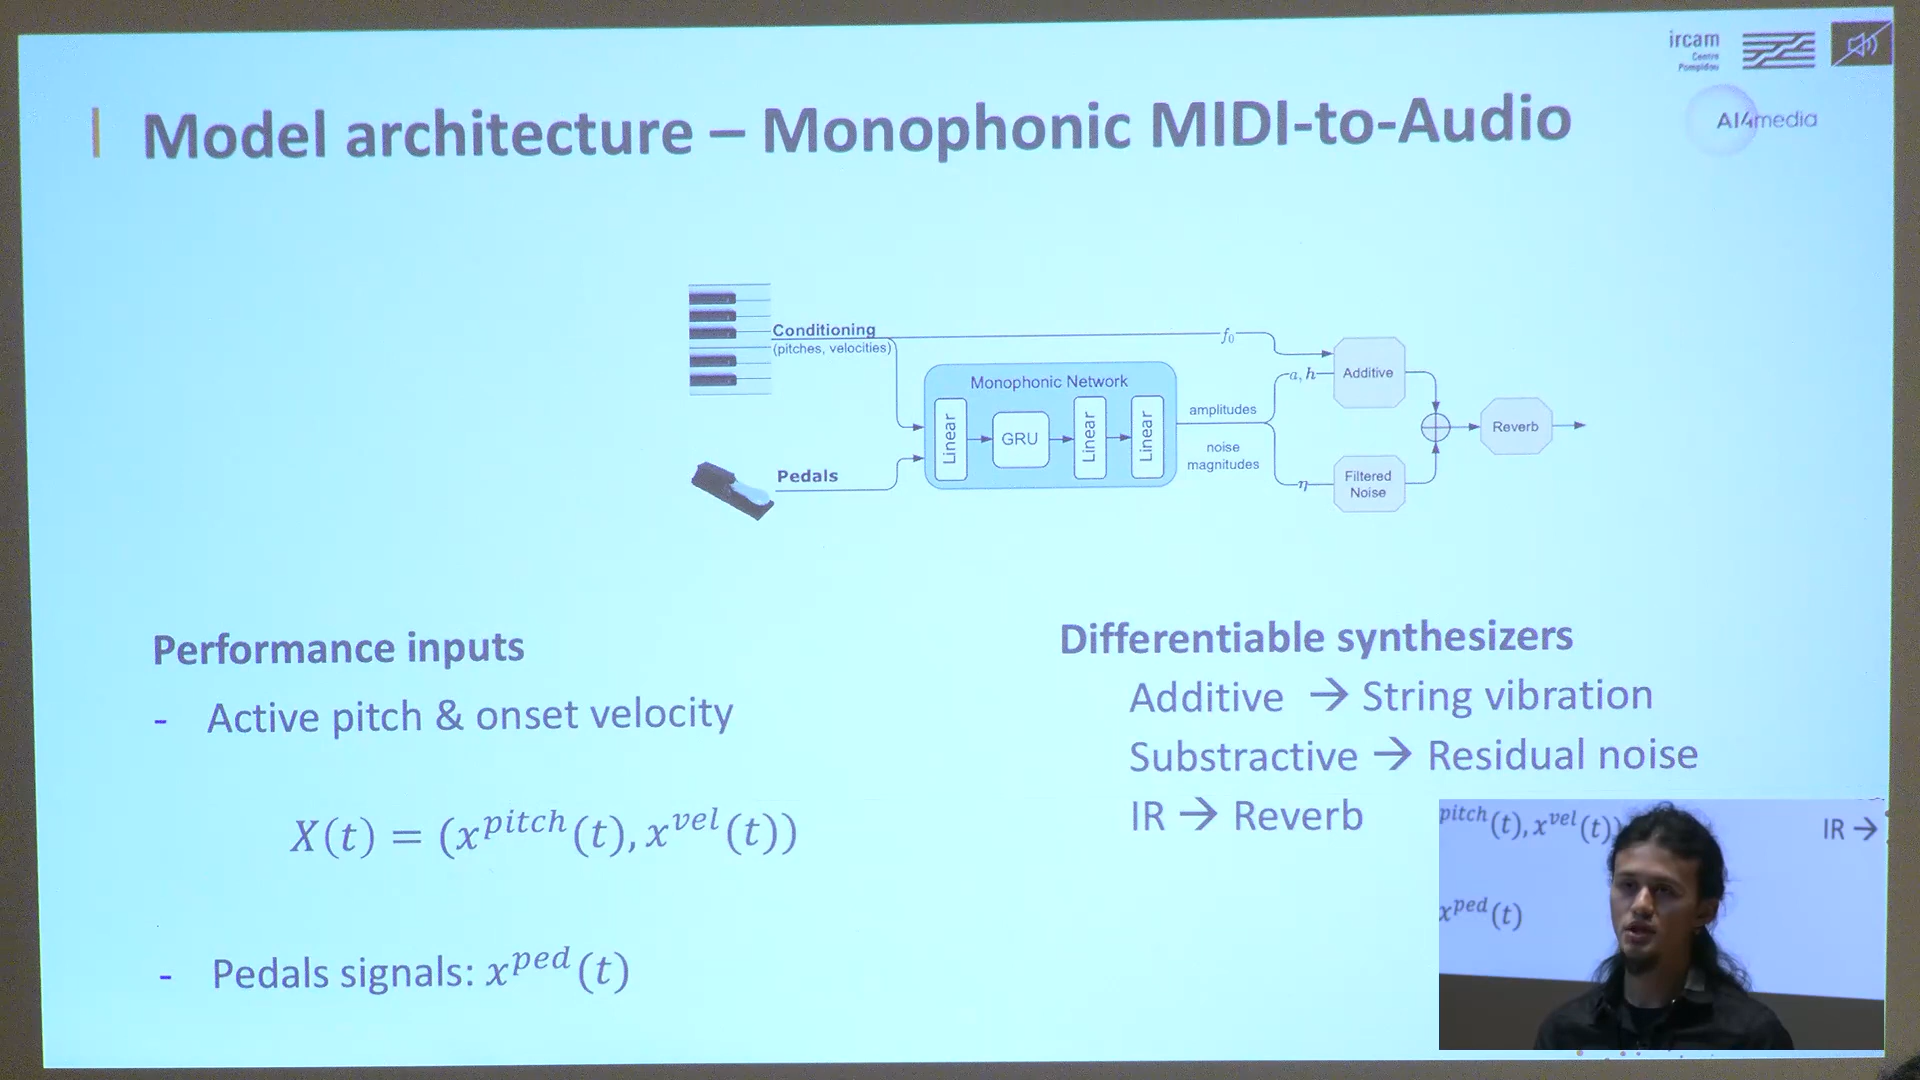 ircam
Centre
Pompidou
AI4media
Model architecture – Monophonic MIDI-to-Audio
Conditioning
(pitches, velocities)
Pedals
Monophonic Network
Linear
GRU
Linear
Linear
amplitudes
noise
magnitudes
f₀
a, h
η
Additive
Filtered
Noise
Reverb
Performance inputs
- Active pitch & onset velocity
X(t) = (x^pitch(t), x^vel(t))
- Pedals signals: x^ped(t)
Differentiable synthesizers
Additive → String vibration
Substractive → Residual noise
IR → Reverb
pitch(t), x^vel(t))
IR →
x^ped(t)